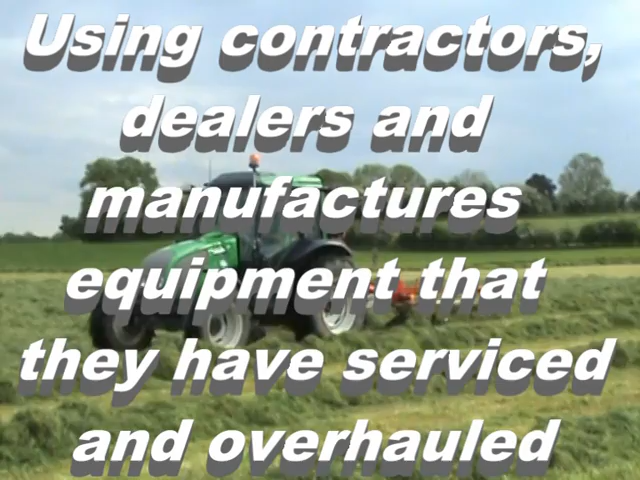 Using contractors,
dealers and
manufactures
equipment that
they have serviced
and overhauled